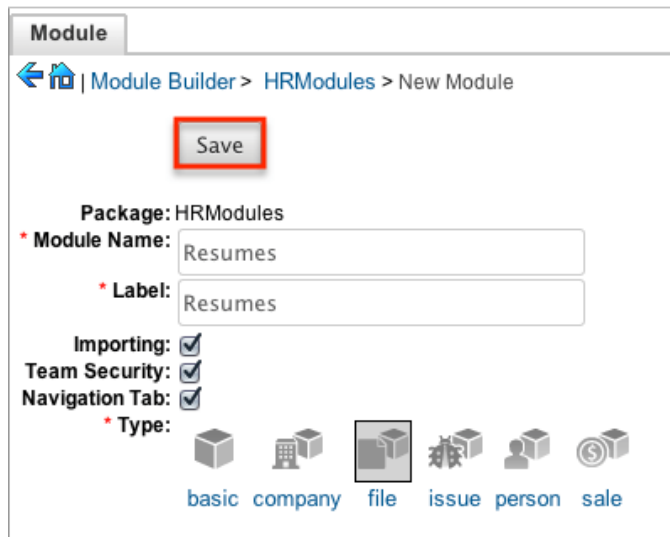 Module
| Module Builder > HRModules > New Module
Save
Package: HRModules
* Module Name: Resumes
* Label: Resumes
Importing:
Team Security:
Navigation Tab:
* Type:
basic company file issue person sale